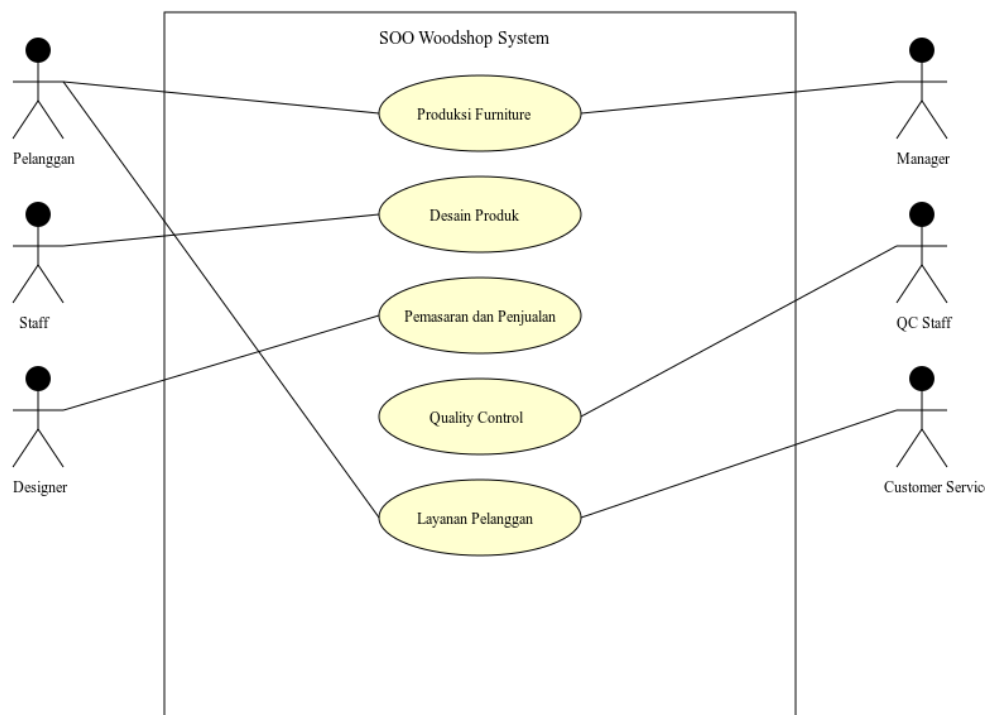 SOO Woodshop System
Produksi Furniture
Pelanggan
Manager
Desain Produk
Staff
QC Staff
Pemasaran dan Penjualan
Quality Control
Designer
Customer Servic
Layanan Pelanggan